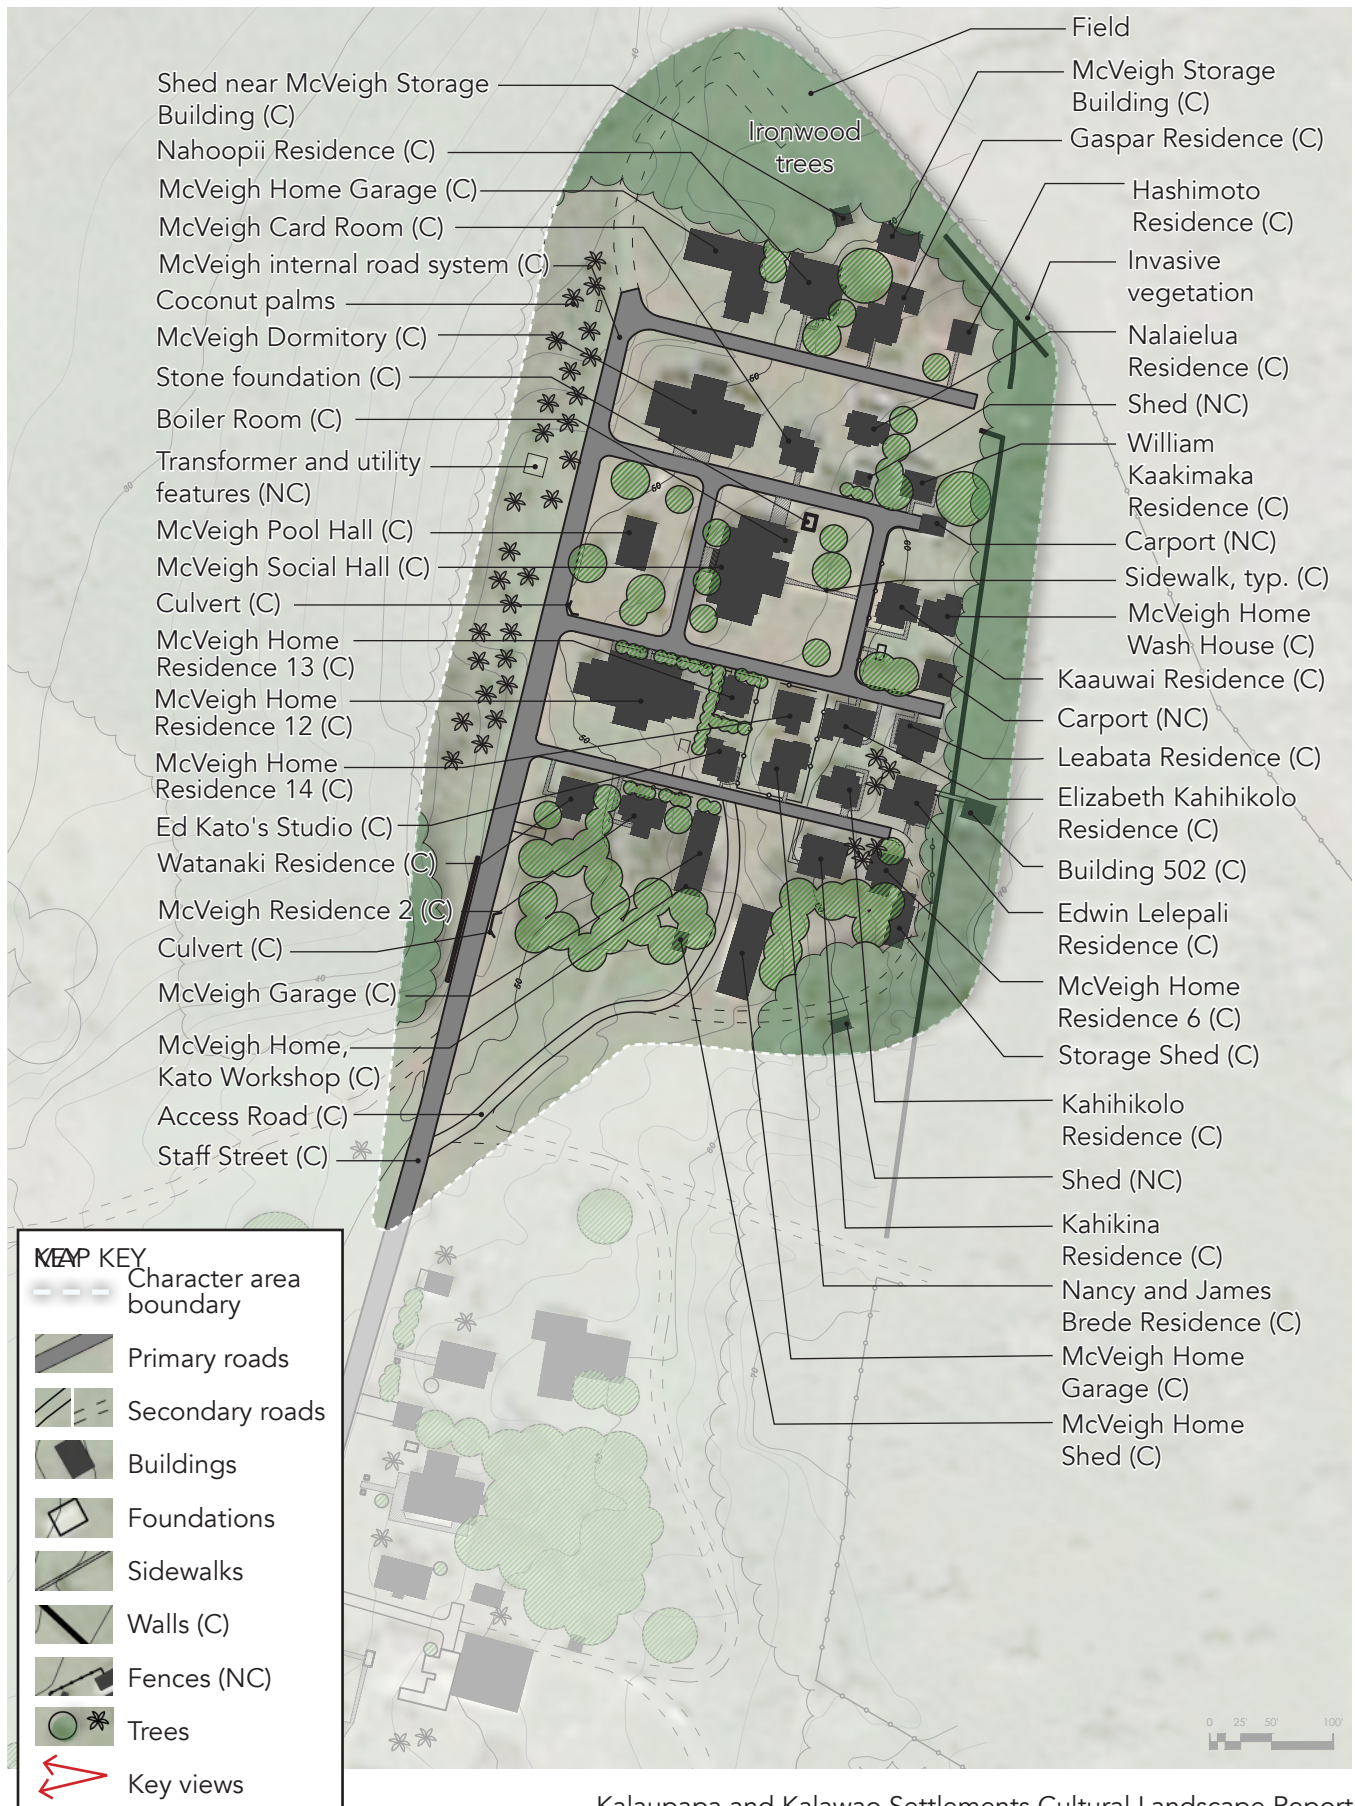 Shed near McVeigh Storage
Building (C)
Nahoopii Residence (C)
McVeigh Home Garage (C)
McVeigh Card Room (C)
McVeigh internal road system (C)
Coconut palms
McVeigh Dormitory (C)
Stone foundation (C)
Boiler Room (C)
Transformer and utility
features (NC)
McVeigh Pool Hall (C)
McVeigh Social Hall (C)
Culvert (C)
McVeigh Home
Residence 13 (C)
McVeigh Home
Residence 12 (C)
McVeigh Home
Residence 14 (C)
Ed Kato's Studio (C)
Watanaki Residence (C)
McVeigh Residence 2 (C)
Culvert (C)
McVeigh Garage (C)
McVeigh Home,
Kato Workshop (C)
Access Road (C)
Staff Street (C)
Ironwood
trees
Field
McVeigh Storage
Building (C)
Gaspar Residence (C)
Hashimoto
Residence (C)
Invasive
vegetation
Nalaielua
Residence (C)
Shed (NC)
William
Kaakimaka
Residence (C)
Carport (NC)
Sidewalk, typ. (C)
McVeigh Home
Wash House (C)
Kaauwai Residence (C)
Carport (NC)
Leabata Residence (C)
Elizabeth Kahihikolo
Residence (C)
Building 502 (C)
Edwin Lelepali
Residence (C)
McVeigh Home
Residence 6 (C)
Storage Shed (C)
Kahihikolo
Residence (C)
Shed (NC)
Kahikina
Residence (C)
Nancy and James
Brede Residence (C)
McVeigh Home
Garage (C)
McVeigh Home
Shed (C)
MAP KEY
Character area
boundary
Primary roads
Secondary roads
Buildings
Foundations
Sidewalks
Walls (C)
Fences (NC)
Trees
Key views
0 25' 50' 100'
Kalaupapa and Kalawao Settlements Cultural Landscape Report